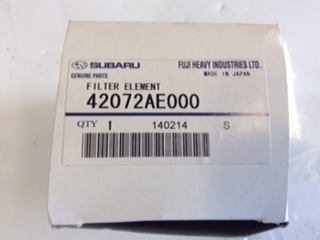 SUBARU
GENUINE PARTS
FUJI HEAVY INDUSTRIES LTD.
MADE IN JAPAN
FILTER ELEMENT
42072AE000
QTY 1 140214 S